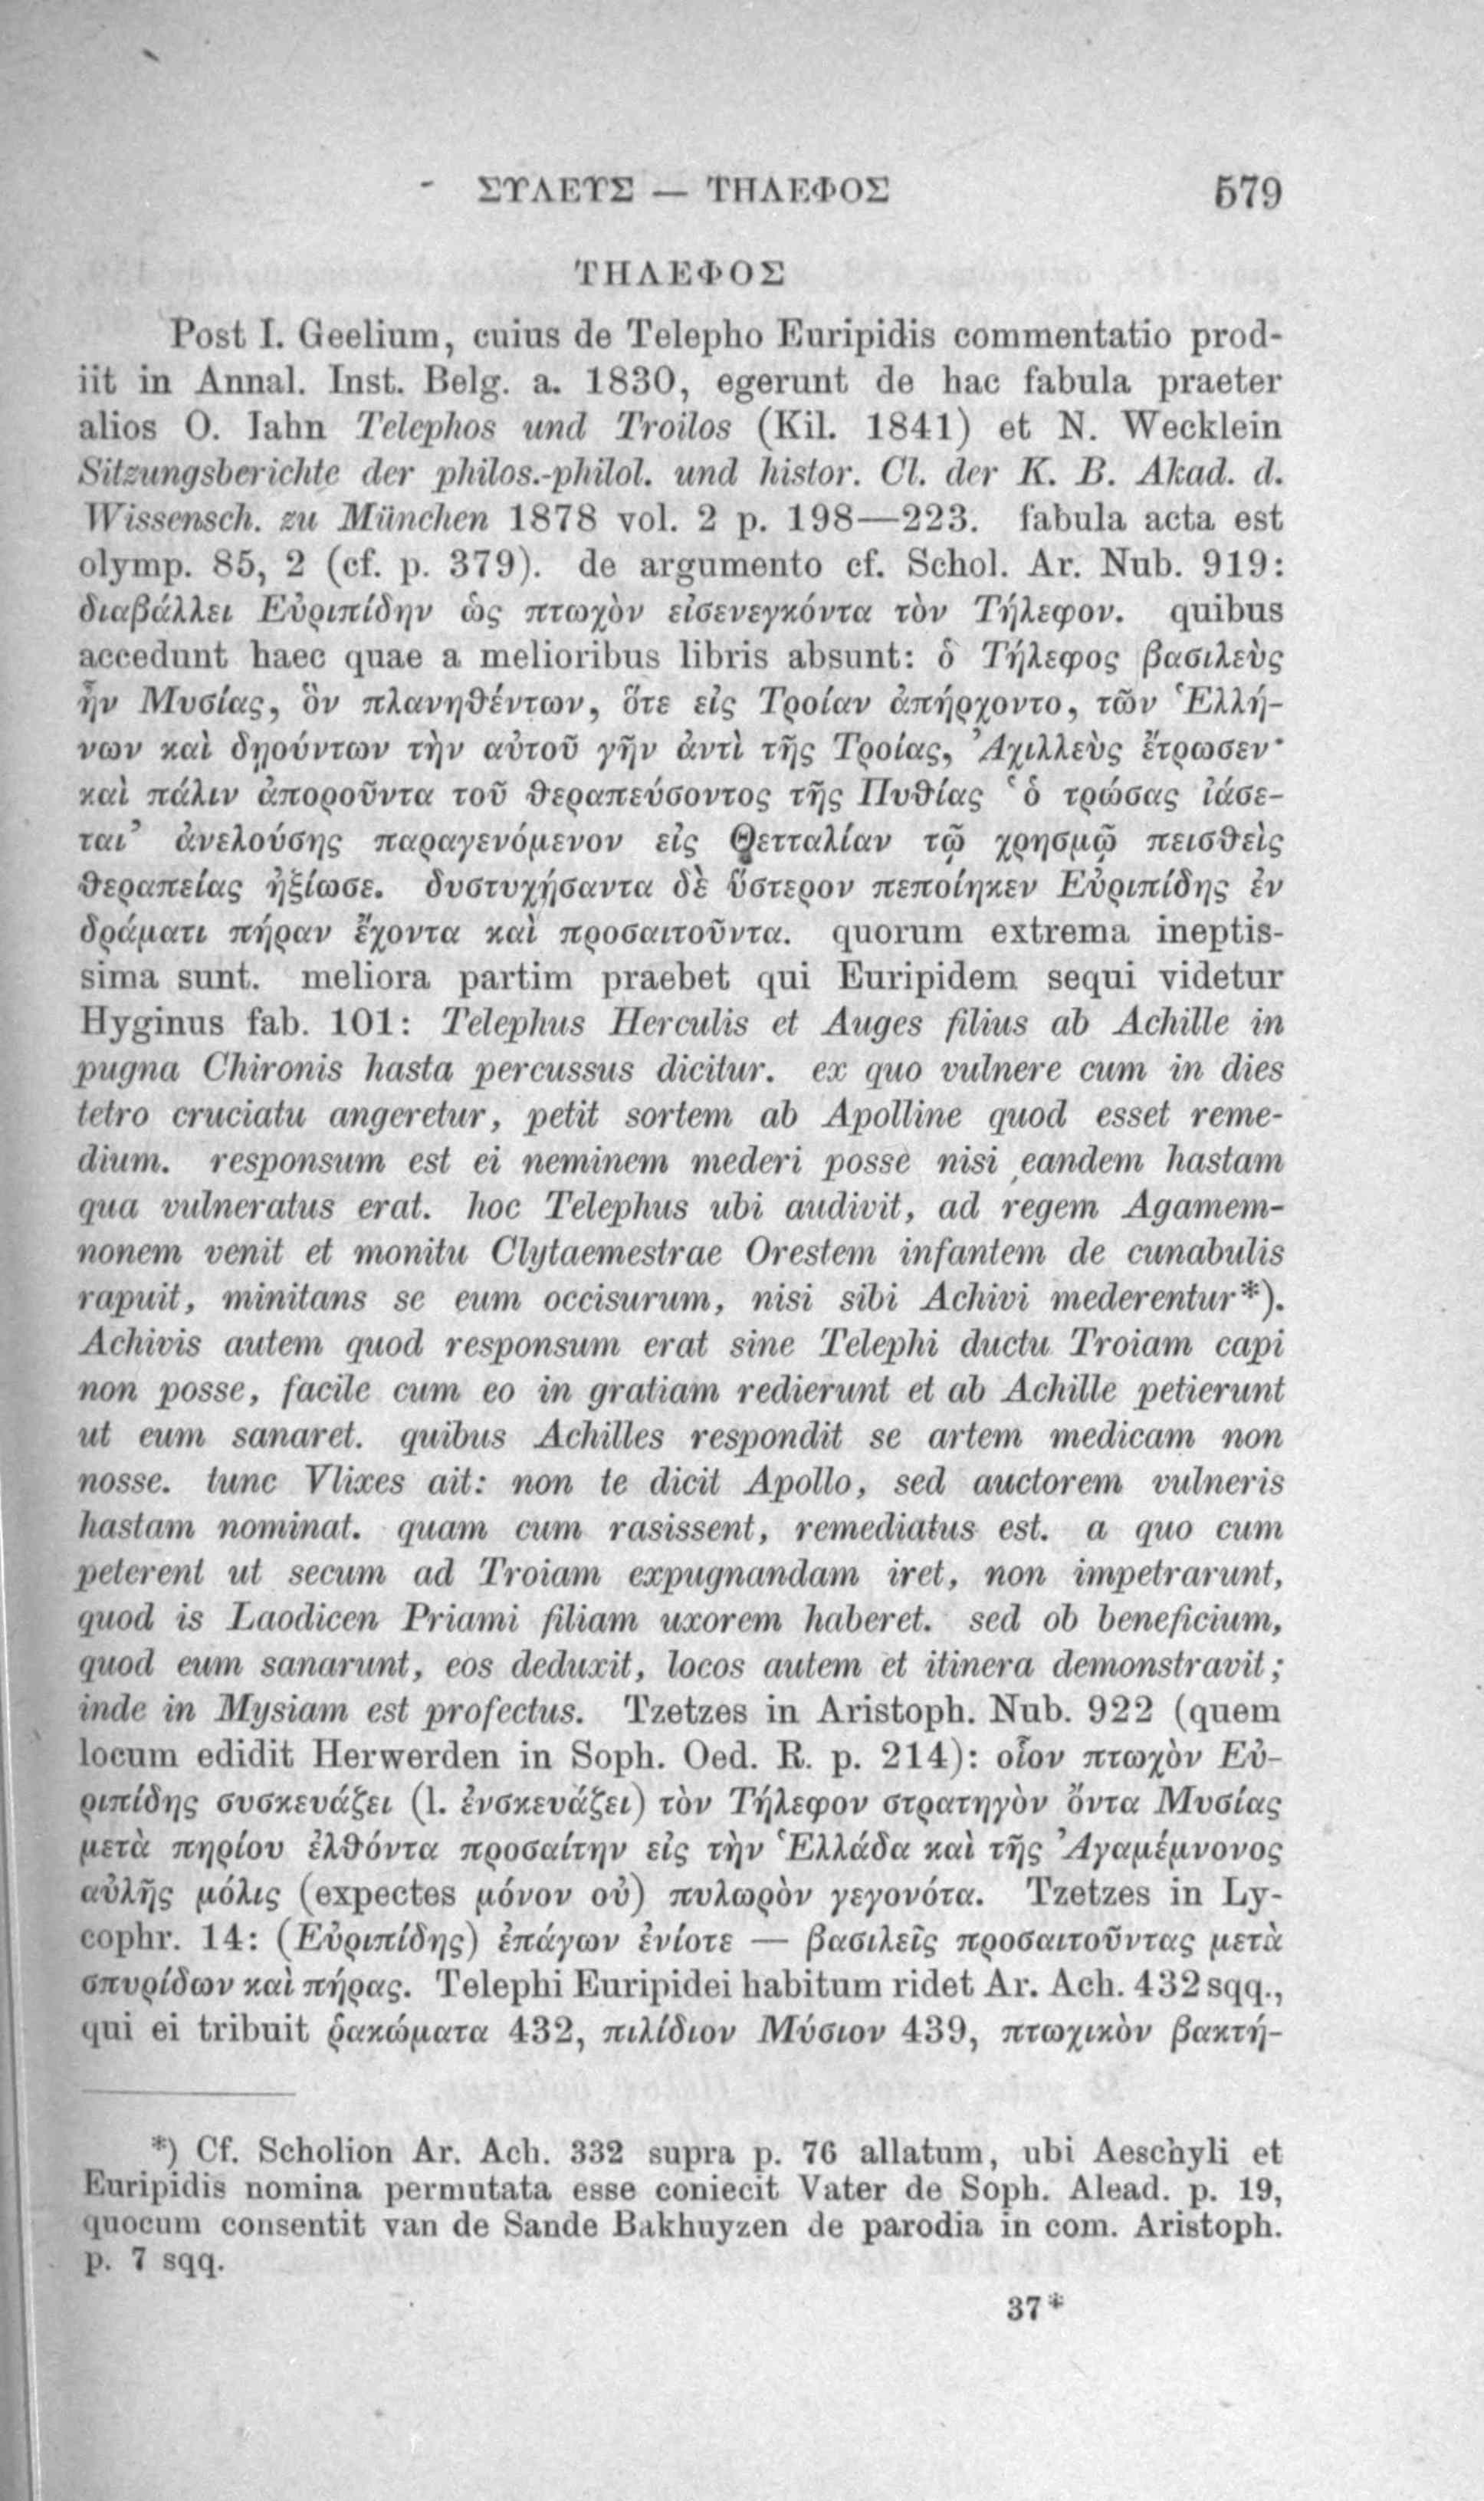 ΣΥΛΕΥΣ — ΤΗΛΕΦΟΣ 579
ΤΗΛΕΦΟΣ
Post I. Geelium, cuius de Telepho Euripidis commentatio prod-
iit in Annal. Inst. Belg. a. 1830, egerunt de hac fabula praeter
alios O. Iahn Telephos und Troilos (Kil. 1841) et N. Wecklein
Sitzungsberichte der philos.-philol. und histor. Cl. der K. B. Akad. d.
Wissensch. zu München 1878 vol. 2 p. 198—223. fabula acta est
olymp. 85, 2 (cf. p. 379). de argumento cf. Schol. Ar. Nub. 919:
διαβάλλει Εὐριπίδην ὡς πτωχὸν εἰσενεγκόντα τὸν Τήλεφον. quibus
accedunt haec quae a melioribus libris absunt: ὁ Τήλεφος βασιλεὺς
ἦν Μυσίας, ὃν πλανηθέντων, ὅτε εἰς Τροίαν ἀπήρχοντο, τῶν Ἑλλή-
νων καὶ δῃούντων τὴν αὐτοῦ γῆν ἀντὶ τῆς Τροίας, Ἀχιλλεὺς ἔτρωσεν·
καὶ πάλιν ἀποροῦντα τοῦ θεραπεύσοντος τῆς Πυθίας ‛ὁ τρώσας ἰάσε-
ται’ ἀνελούσης παραγενόμενον εἰς Θετταλίαν τῷ χρησμῷ πεισθεὶς
θεραπείας ἠξίωσε. δυστυχήσαντα δὲ ὕστερον πεποίηκεν Εὐριπίδης ἐν
δράματι πήραν ἔχοντα καὶ προσαιτοῦντα. quorum extrema ineptis-
sima sunt. meliora partim praebet qui Euripidem sequi videtur
Hyginus fab. 101: Telephus Herculis et Auges filius ab Achille in
pugna Chironis hasta percussus dicitur. ex quo vulnere cum in dies
tetro cruciatu angeretur, petit sortem ab Apolline quod esset reme-
dium. responsum est ei neminem mederi posse nisi eandem hastam
qua vulneratus erat. hoc Telephus ubi audivit, ad regem Agamem-
nonem venit et monitu Clytaemestrae Orestem infantem de cunabulis
rapuit, minitans se eum occisurum, nisi sibi Achivi mederentur*).
Achivis autem quod responsum erat sine Telephi ductu Troiam capi
non posse, facile cum eo in gratiam redierunt et ab Achille petierunt
ut eum sanaret. quibus Achilles respondit se artem medicam non
nosse. tunc Vlixes ait: non te dicit Apollo, sed auctorem vulneris
hastam nominat. quam cum rasissent, remediatus est. a quo cum
peterent ut secum ad Troiam expugnandam iret, non impetrarunt,
quod is Laodicen Priami filiam uxorem haberet. sed ob beneficium,
quod eum sanarunt, eos deduxit, locos autem et itinera demonstravit;
inde in Mysiam est profectus. Tzetzes in Aristoph. Nub. 922 (quem
locum edidit Herwerden in Soph. Oed. R. p. 214): οἷον πτωχὸν Εὐ-
ριπίδης συσκευάζει (l. ἐνσκευάζει) τὸν Τήλεφον στρατηγὸν ὄντα Μυσίας
μετὰ πηρίου ἐλθόντα προσαίτην εἰς τὴν Ἑλλάδα καὶ τῆς Ἀγαμέμνονος
αὐλῆς μόλις (expectes μόνον οὐ) πυλωρὸν γεγονότα. Tzetzes in Ly-
cophr. 14: (Εὐριπίδης) ἐπάγων ἐνίοτε — βασιλεῖς προσαιτοῦντας μετὰ
σπυρίδων καὶ πήρας. Telephi Euripidei habitum ridet Ar. Ach. 432 sqq.,
qui ei tribuit ῥακώματα 432, πιλίδιον Μύσιον 439, πτωχικὸν βακτή-
*) Cf. Scholion Ar. Ach. 332 supra p. 76 allatum, ubi Aeschyli et
Euripidis nomina permutata esse coniecit Vater de Soph. Alead. p. 19,
quocum consentit van de Sande Bakhuyzen de parodia in com. Aristoph.
p. 7 sqq.
37*